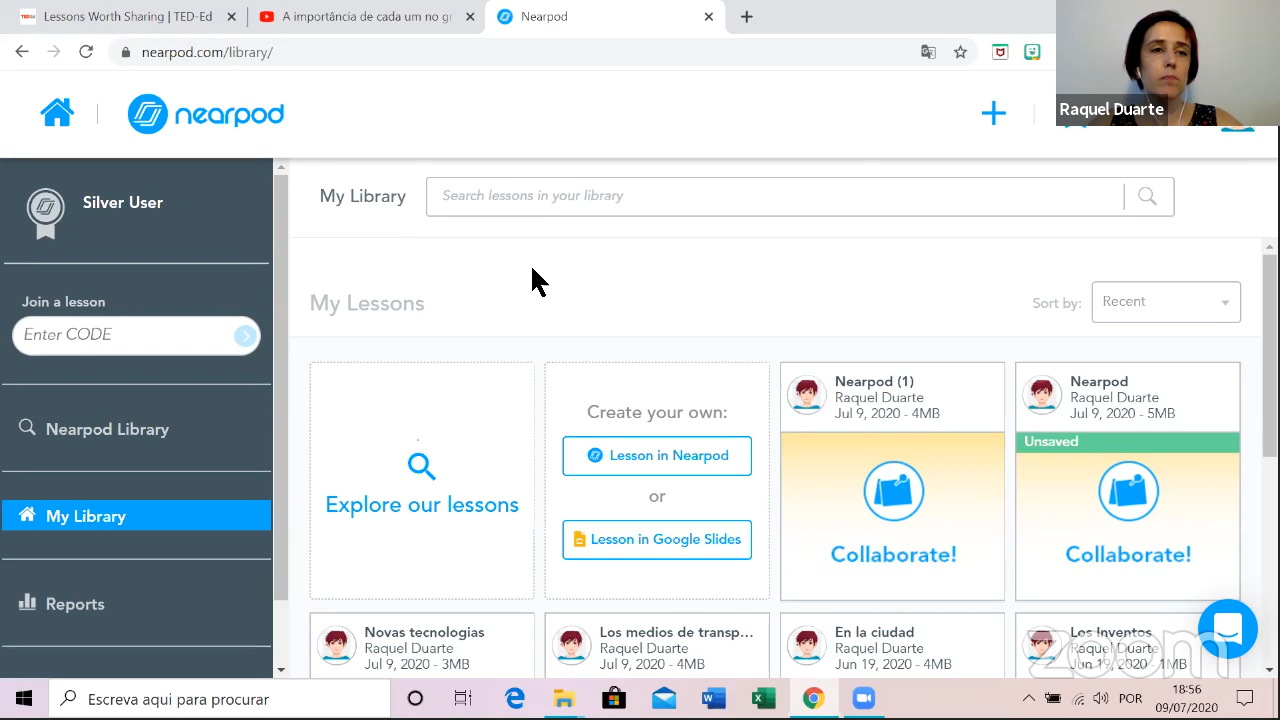 Lessons Worth Sharing | TED-Ed
A importância de cada um no gr
Nearpod
nearpod.com/library/
Raquel Duarte
nearpod
Silver User
My Library
Search lessons in your library
Join a lesson
Enter CODE
My Lessons
Sort by:
Recent
Explore our lessons
Create your own:
Lesson in Nearpod
or
Lesson in Google Slides
Nearpod (1)
Raquel Duarte
Jul 9, 2020 - 4MB
Collaborate!
Nearpod
Raquel Duarte
Jul 9, 2020 - 5MB
Unsaved
Collaborate!
Nearpod Library
My Library
Reports
Novas tecnologias
Raquel Duarte
Jul 9, 2020 - 3MB
Los medios de transp...
Raquel Duarte
Jul 9, 2020 - 4MB
En la ciudad
Raquel Duarte
Jun 19, 2020 - 4MB
Los Inventos
Raquel Duarte
Jun 19, 2020 - 1MB
zoom
Escreva aqui para procurar
POR
18:56
09/07/2020